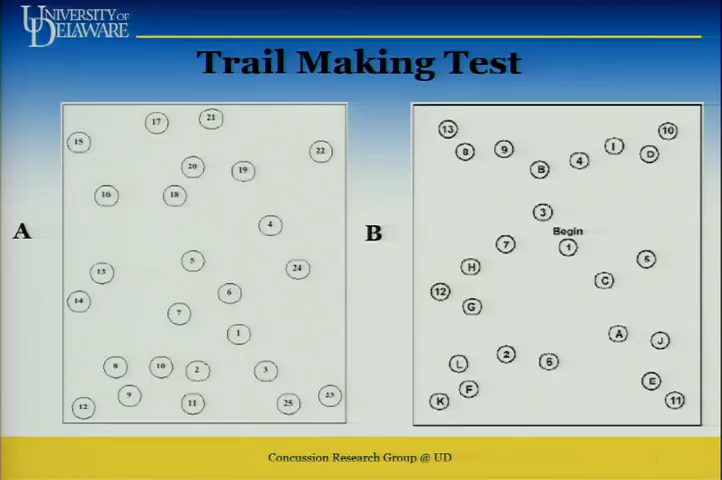 UNIVERSITY OF
DELAWARE
Trail Making Test
A
15
17
21
20
19
22
16
18
4
13
5
24
14
6
7
1
8
10
2
3
12
9
11
25
23
B
13
8
9
B
4
I
D
10
3
Begin
7
1
H
5
12
G
C
A
J
L
2
6
K
F
E
11
Concussion Research Group @ UD